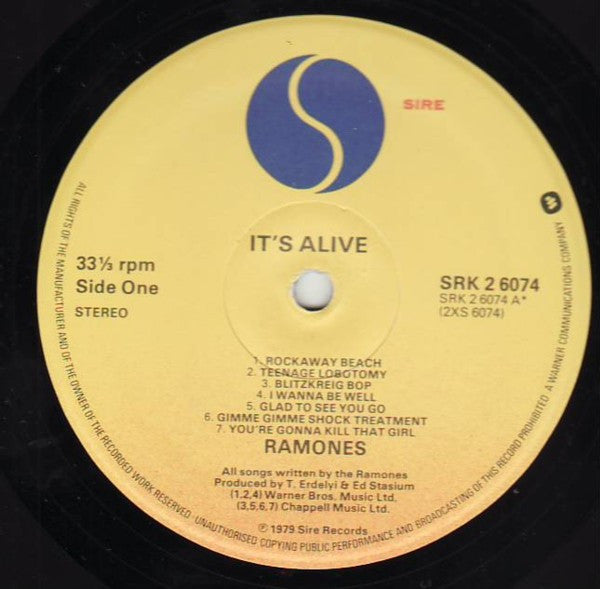 SIRE
IT'S ALIVE
33⅓ rpm
Side One
STEREO
SRK 2 6074
SRK 2 6074 A*
(2XS 6074)
1. ROCKAWAY BEACH
2. TEENAGE LOBOTOMY
3. BLITZKREIG BOP
4. I WANNA BE WELL
5. GLAD TO SEE YOU GO
6. GIMME GIMME SHOCK TREATMENT
7. YOU'RE GONNA KILL THAT GIRL
RAMONES
All songs written by the Ramones
Produced by T. Erdelyi & Ed Stasium
(1,2,4) Warner Bros. Music Ltd.
(3,5,6,7) Chappell Music Ltd.
℗ 1979 Sire Records
ALL RIGHTS OF THE MANUFACTURER AND OF THE OWNER OF THE RECORDED WORK RESERVED · UNAUTHORISED COPYING PUBLIC PERFORMANCE AND BROADCASTING OF THIS RECORD PROHIBITED · A WARNER COMMUNICATIONS COMPANY